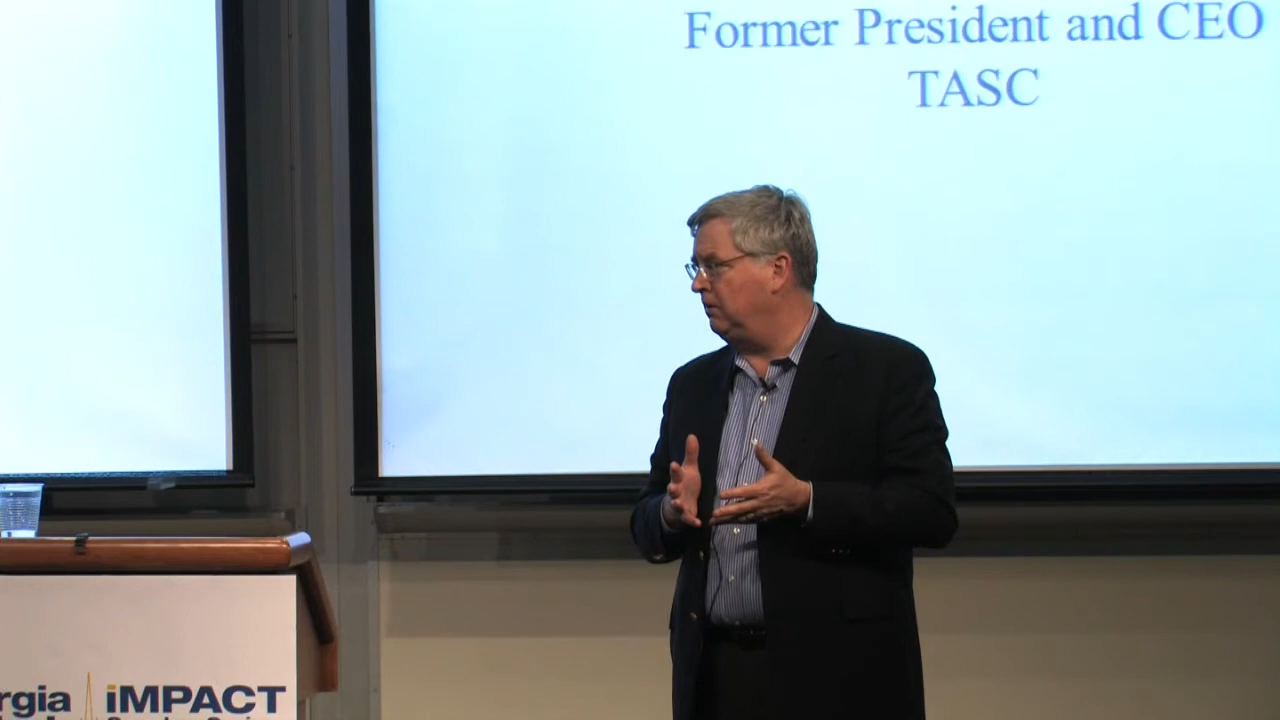 Former President and CEO
TASC
rgia
iMPACT